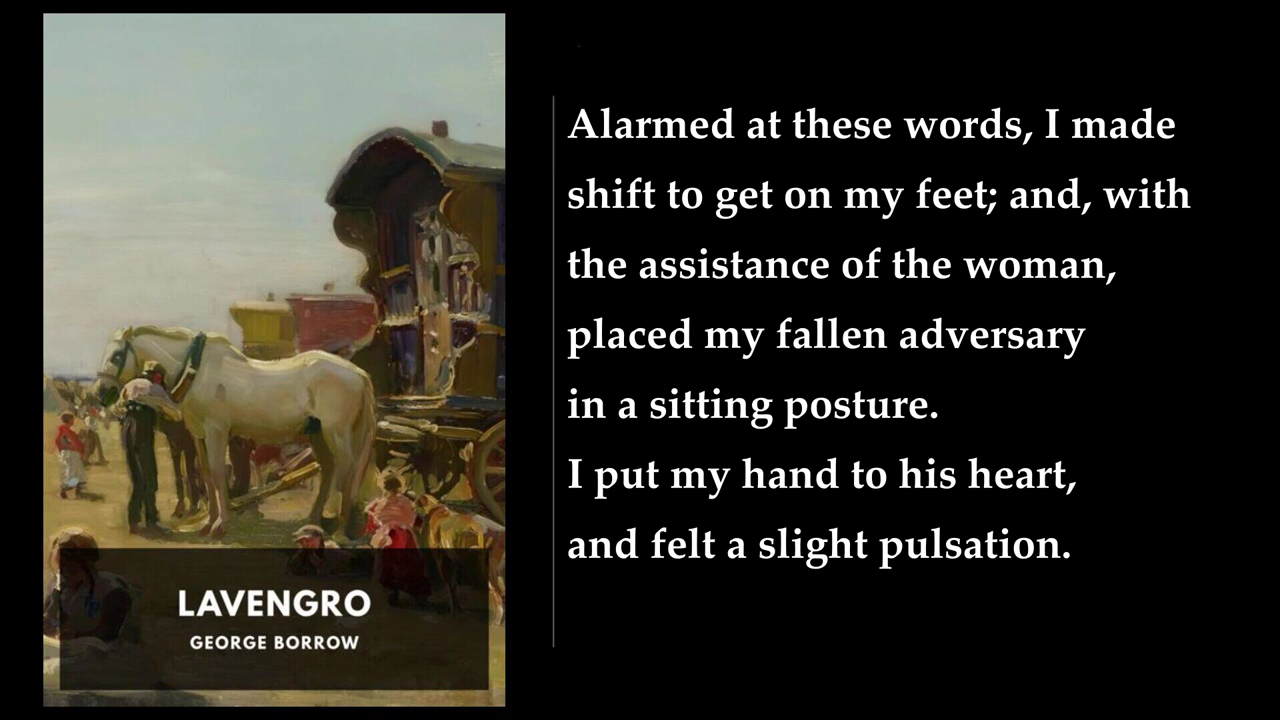 LAVENGRO
GEORGE BORROW
Alarmed at these words, I made
shift to get on my feet; and, with
the assistance of the woman,
placed my fallen adversary
in a sitting posture.
I put my hand to his heart,
and felt a slight pulsation.